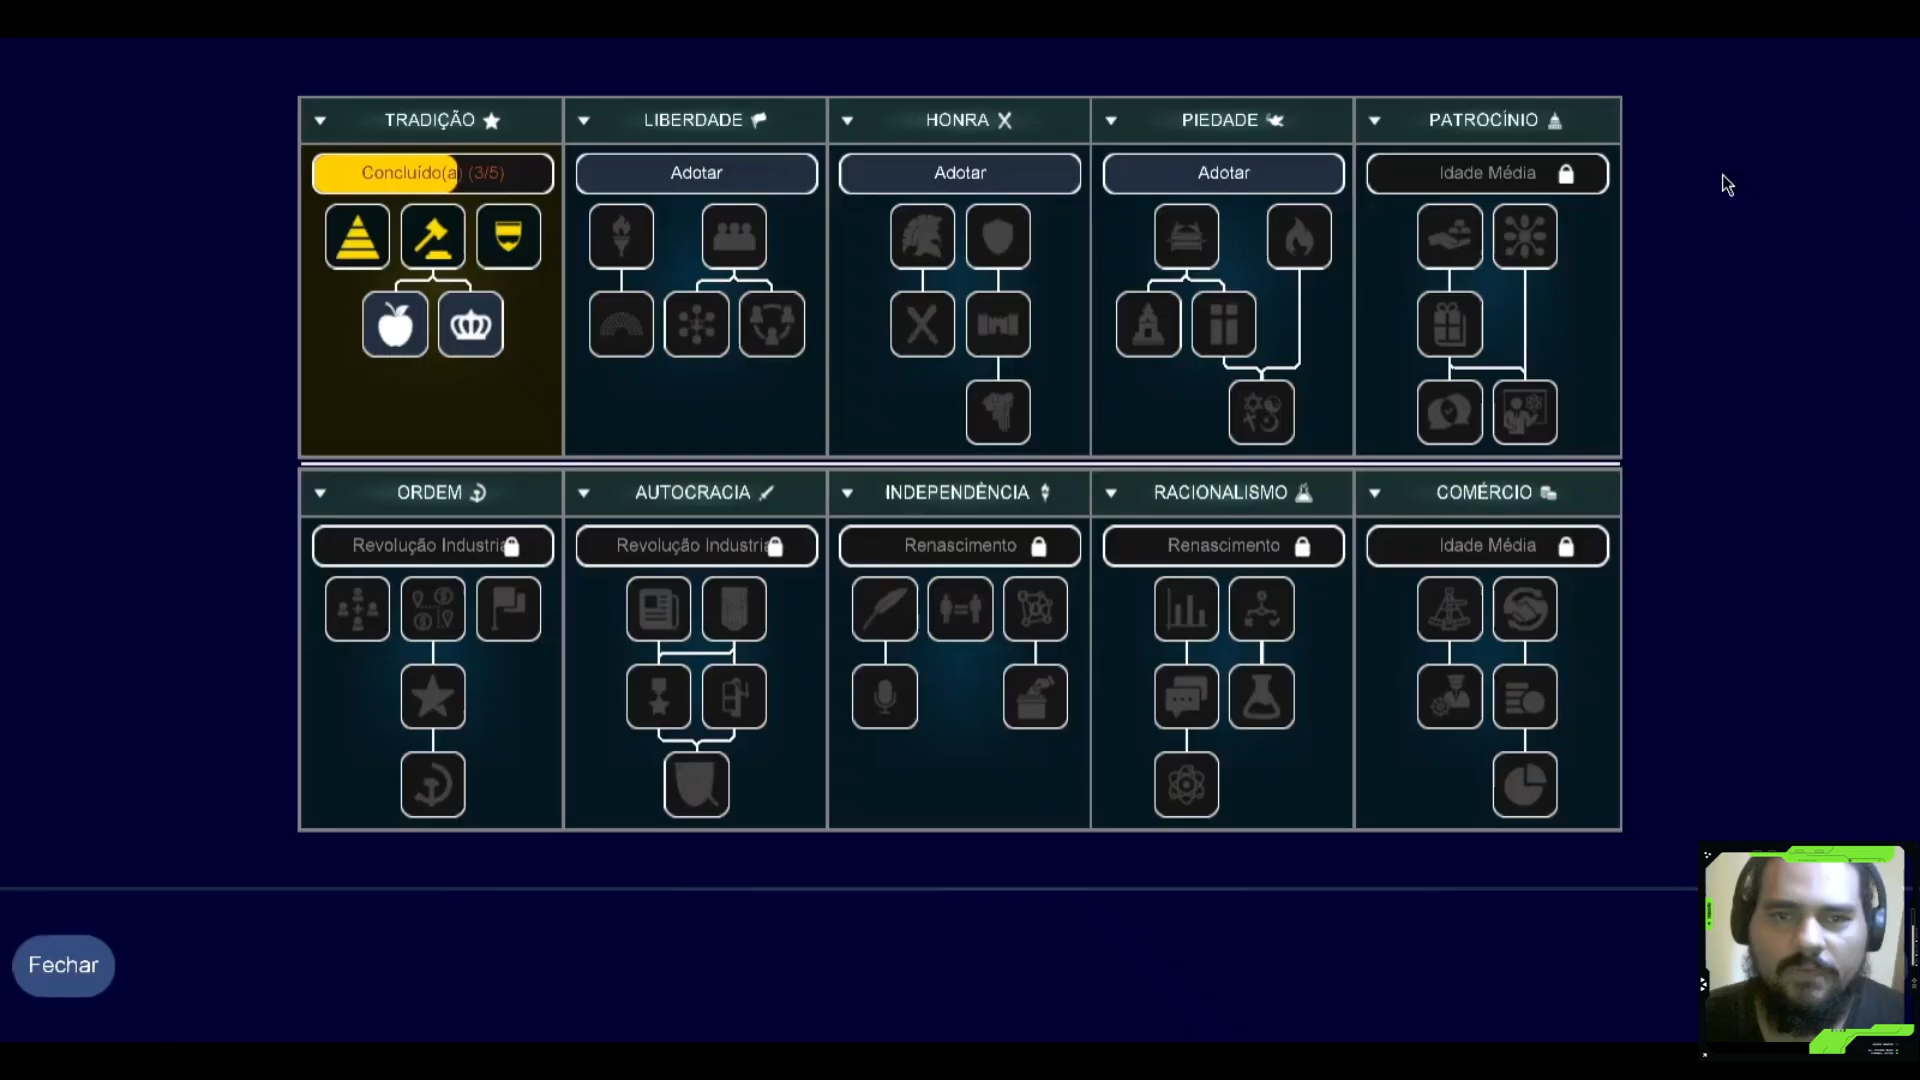 TRADIÇÃO
LIBERDADE
HONRA
PIEDADE
PATROCÍNIO
Concluído(a) (3/5)
Adotar
Adotar
Adotar
Idade Média
ORDEM
AUTOCRACIA
INDEPENDÊNCIA
RACIONALISMO
COMÉRCIO
Revolução Industria
Revolução Industria
Renascimento
Renascimento
Idade Média
Fechar